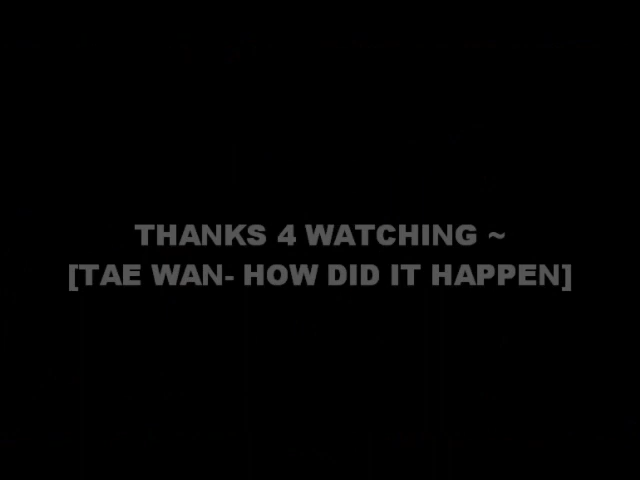 THANKS 4 WATCHING ~
[TAE WAN- HOW DID IT HAPPEN]